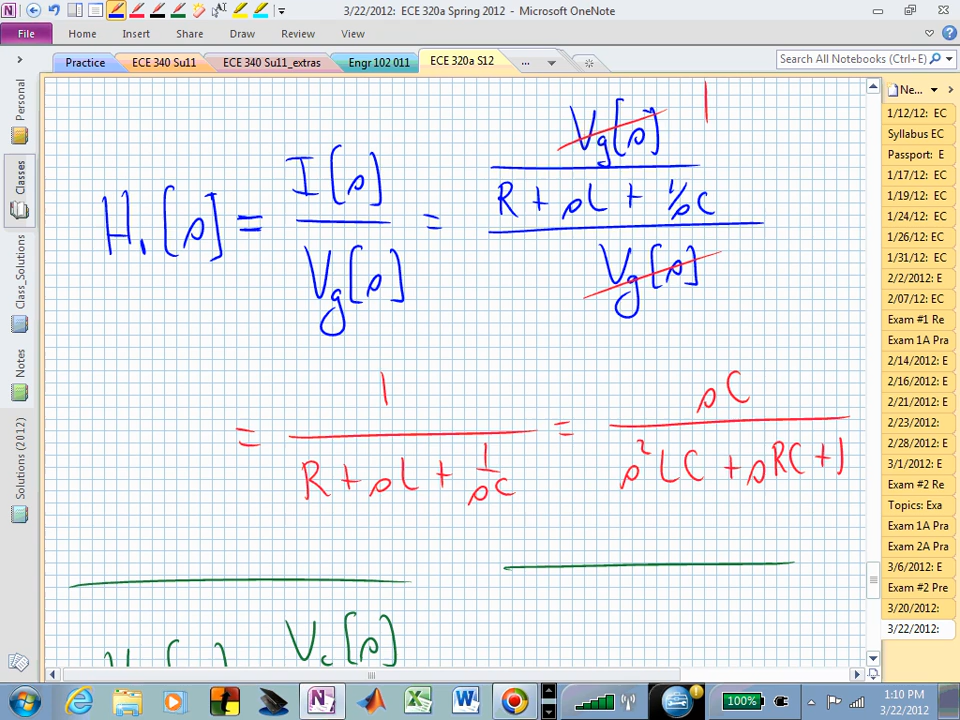 3/22/2012: ECE 320a Spring 2012 - Microsoft OneNote
File Home Insert Share Draw Review View
Practice ECE 340 Su11 ECE 340 Su11_extras Engr 102 011 ECE 320a S12 ... Search All Notebooks (Ctrl+E)
Personal
Classes
Class_Solutions
Notes
Solutions (2012)
H₁[s] = I[s] / Vg[s] = (Vg[s] / (R + sL + 1/sC)) / Vg[s]
1
= 1 / (R + sL + 1/sC) = sC / (s²LC + sRC + 1)
Vc[s]
Ne...
1/12/12: EC
Syllabus EC
Passport: E
1/17/12: EC
1/19/12: EC
1/24/12: EC
1/26/12: EC
1/31/12: EC
2/2/2012: E
2/07/12: EC
Exam #1 Re
Exam 1A Pra
2/14/2012: E
2/16/2012: E
2/21/2012: E
2/23/2012:
2/28/2012: E
3/1/2012: E
Exam #2 Re
Topics: Exa
Exam 1A Pra
Exam 2A Pra
3/6/2012: E
Exam #2 Pre
3/20/2012:
3/22/2012:
100%
1:10 PM
3/22/2012